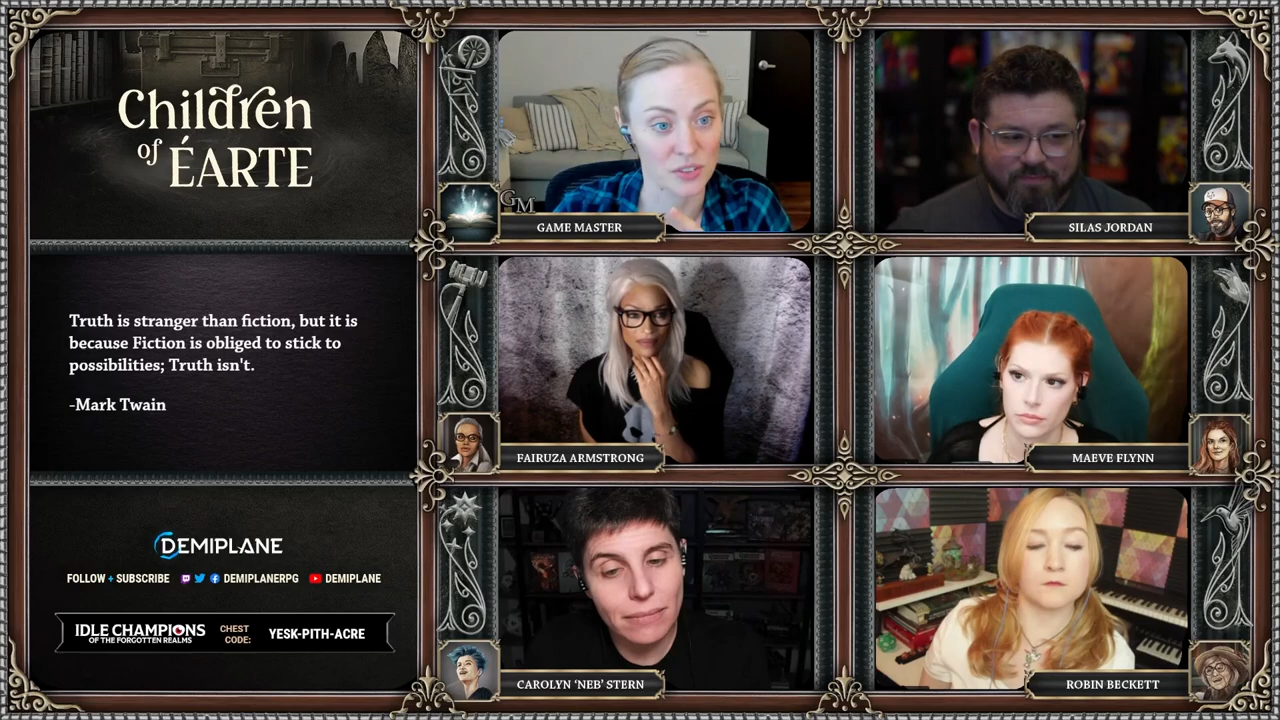 Children
of ÉARTE
Truth is stranger than fiction, but it is
because Fiction is obliged to stick to
possibilities; Truth isn't.
-Mark Twain
DEMIPLANE
FOLLOW + SUBSCRIBE DEMIPLANERPG DEMIPLANE
IDLE CHAMPIONS
OF THE FORGOTTEN REALMS
CHEST
CODE:
YESK-PITH-ACRE
GM
GAME MASTER
SILAS JORDAN
FAIRUZA ARMSTRONG
MAEVE FLYNN
CAROLYN ‘NEB’ STERN
ROBIN BECKETT